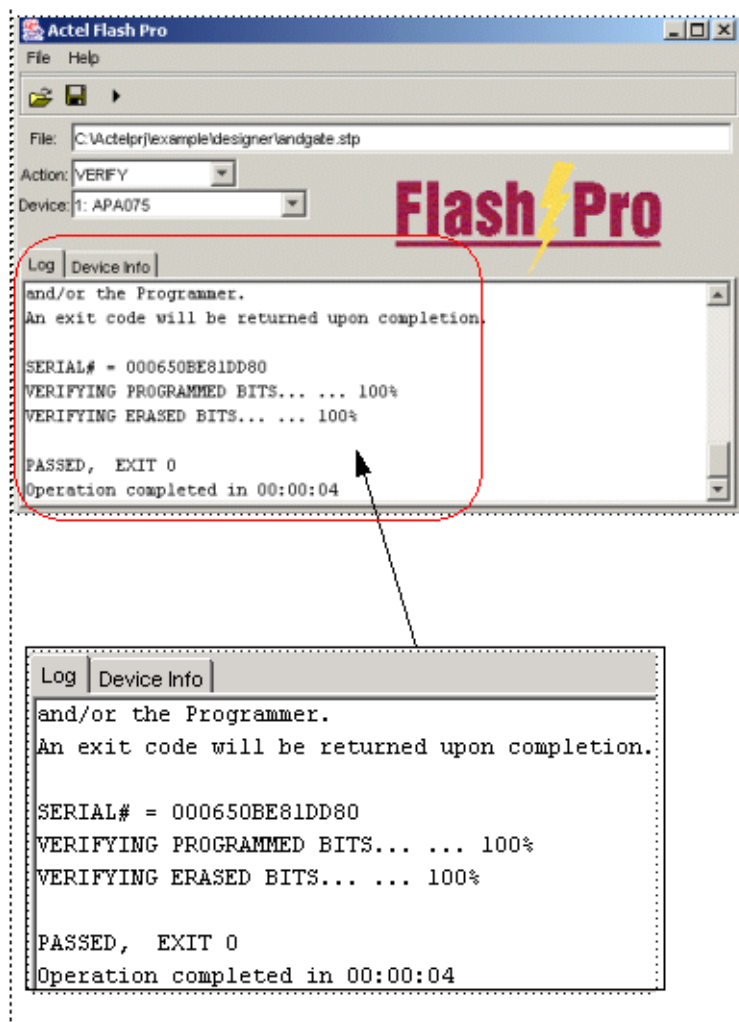 Actel Flash Pro
File Help
File: C:\Actelprj\example\designer\andgate.stp
Action: VERIFY
Device: 1: APA075
Flash Pro
Log Device Info
and/or the Programmer.
An exit code will be returned upon completion.
SERIAL# = 000650BE81DD80
VERIFYING PROGRAMMED BITS... ... 100%
VERIFYING ERASED BITS... ... 100%
PASSED, EXIT 0
Operation completed in 00:00:04
Log Device Info
and/or the Programmer.
An exit code will be returned upon completion.
SERIAL# = 000650BE81DD80
VERIFYING PROGRAMMED BITS... ... 100%
VERIFYING ERASED BITS... ... 100%
PASSED, EXIT 0
Operation completed in 00:00:04